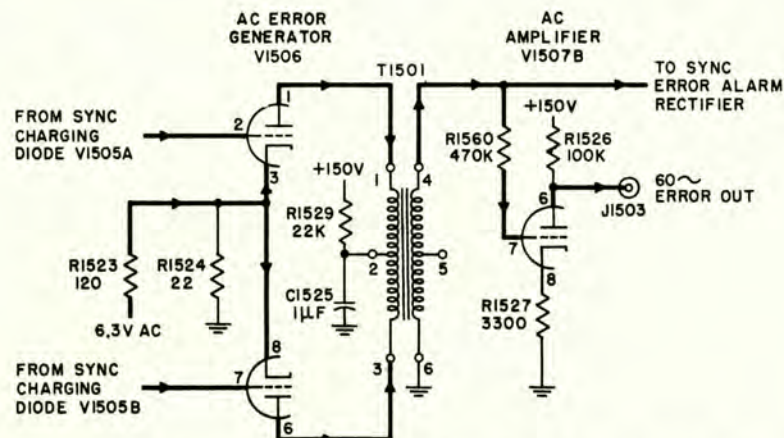 AC ERROR
GENERATOR
V1506
AC
AMPLIFIER
V1507B
T1501
TO SYNC
ERROR ALARM
RECTIFIER
1
FROM SYNC
CHARGING
DIODE V1505A
2
3
+150V
R1529
22K
1
4
R1560
470K
+150V
R1526
100K
6
60~
ERROR OUT
J1503
7
8
R1523
120
R1524
22
2
5
C1525
1µF
R1527
3300
6.3V AC
8
3
6
FROM SYNC
CHARGING
DIODE V1505B
7
6